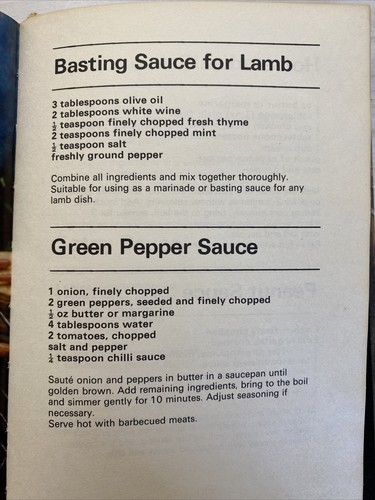 Basting Sauce for Lamb
3 tablespoons olive oil
2 tablespoons white wine
½ teaspoon finely chopped fresh thyme
2 teaspoons finely chopped mint
½ teaspoon salt
freshly ground pepper
Combine all ingredients and mix together thoroughly.
Suitable for using as a marinade or basting sauce for any
lamb dish.
Green Pepper Sauce
1 onion, finely chopped
2 green peppers, seeded and finely chopped
½ oz butter or margarine
4 tablespoons water
2 tomatoes, chopped
salt and pepper
¼ teaspoon chilli sauce
Sauté onion and peppers in butter in a saucepan until
golden brown. Add remaining ingredients, bring to the boil
and simmer gently for 10 minutes. Adjust seasoning if
necessary.
Serve hot with barbecued meats.